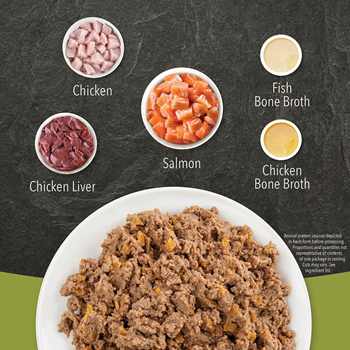 Chicken
Fish
Bone Broth
Salmon
Chicken Liver
Chicken
Bone Broth
Animal protein sources depicted
in fresh form before processing.
Proportions and quantities not
representative of contents
of one package or serving.
Cuts may vary. See
ingredient list.